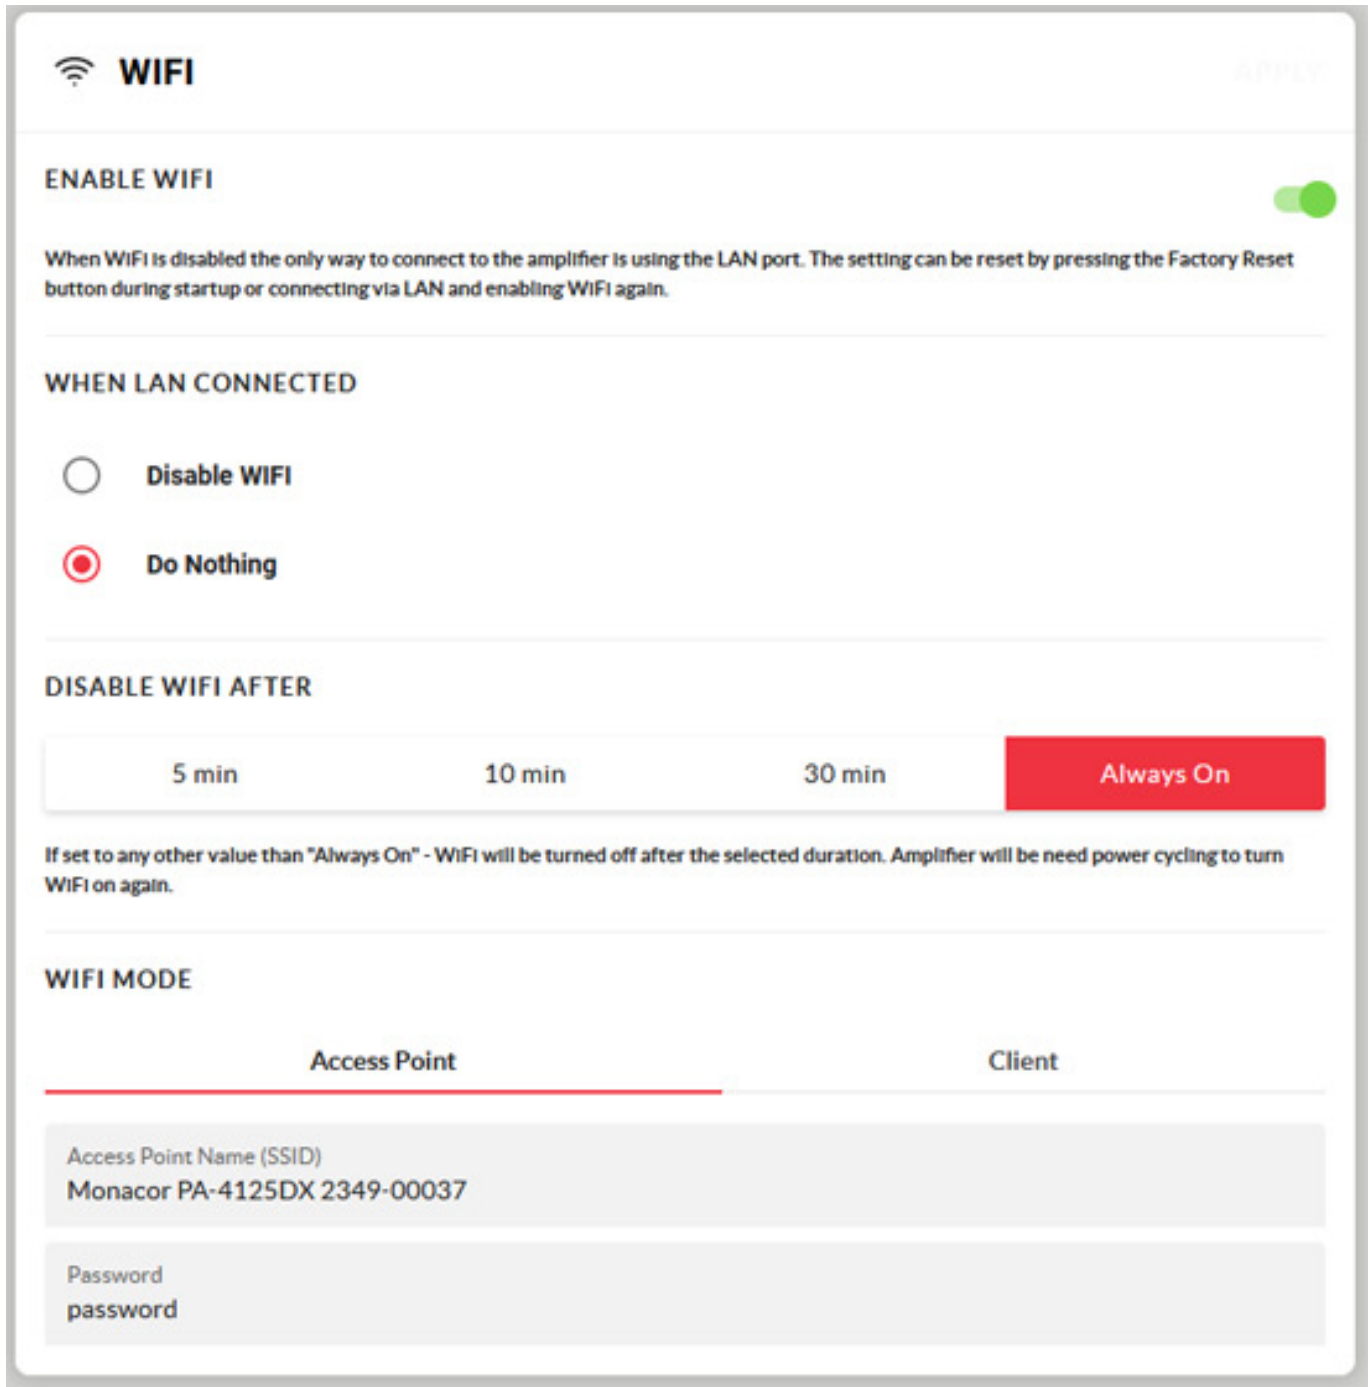 WIFI
APPLY
ENABLE WIFI
When WiFi is disabled the only way to connect to the amplifier is using the LAN port. The setting can be reset by pressing the Factory Reset
button during startup or connecting via LAN and enabling WiFi again.
WHEN LAN CONNECTED
Disable WIFI
Do Nothing
DISABLE WIFI AFTER
5 min
10 min
30 min
Always On
If set to any other value than "Always On" - WiFi will be turned off after the selected duration. Amplifier will be need power cycling to turn
WiFi on again.
WIFI MODE
Access Point
Client
Access Point Name (SSID)
Monacor PA-4125DX 2349-00037
Password
password